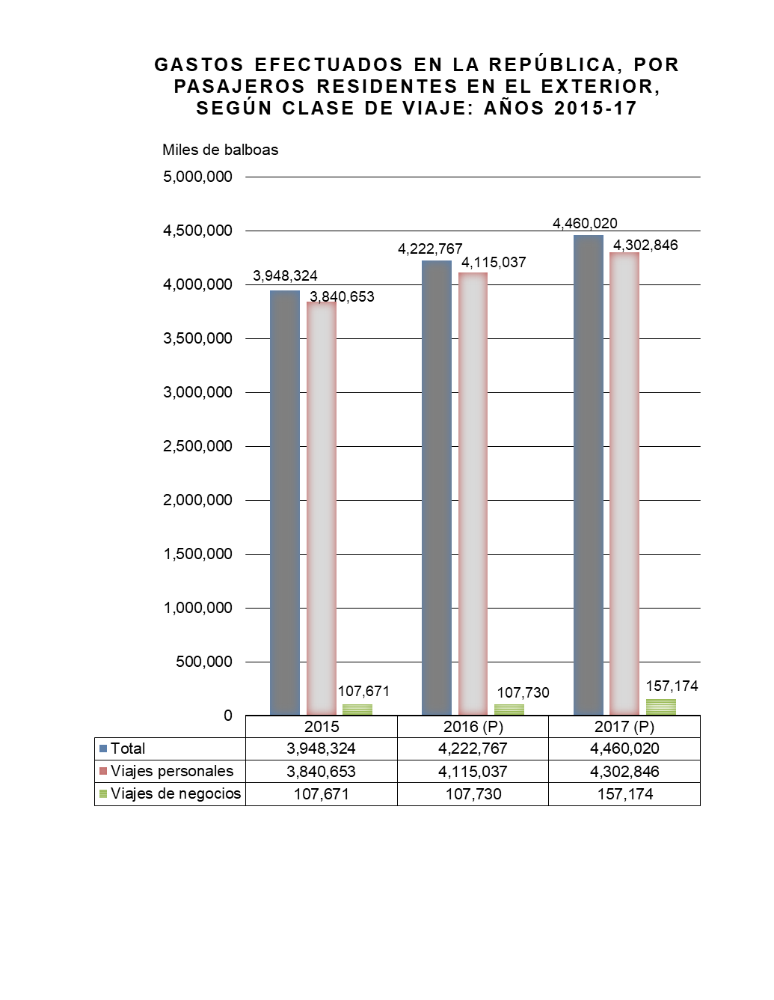 GASTOS EFECTUADOS EN LA REPÚBLICA, POR
PASAJEROS RESIDENTES EN EL EXTERIOR,
SEGÚN CLASE DE VIAJE: AÑOS 2015-17
Miles de balboas
5,000,000
4,500,000
4,000,000
3,500,000
3,000,000
2,500,000
2,000,000
1,500,000
1,000,000
500,000
0
3,948,324
3,840,653
107,671
4,222,767
4,115,037
107,730
4,460,020
4,302,846
157,174
2015 2016 (P) 2017 (P)
Total 3,948,324 4,222,767 4,460,020
Viajes personales 3,840,653 4,115,037 4,302,846
Viajes de negocios 107,671 107,730 157,174